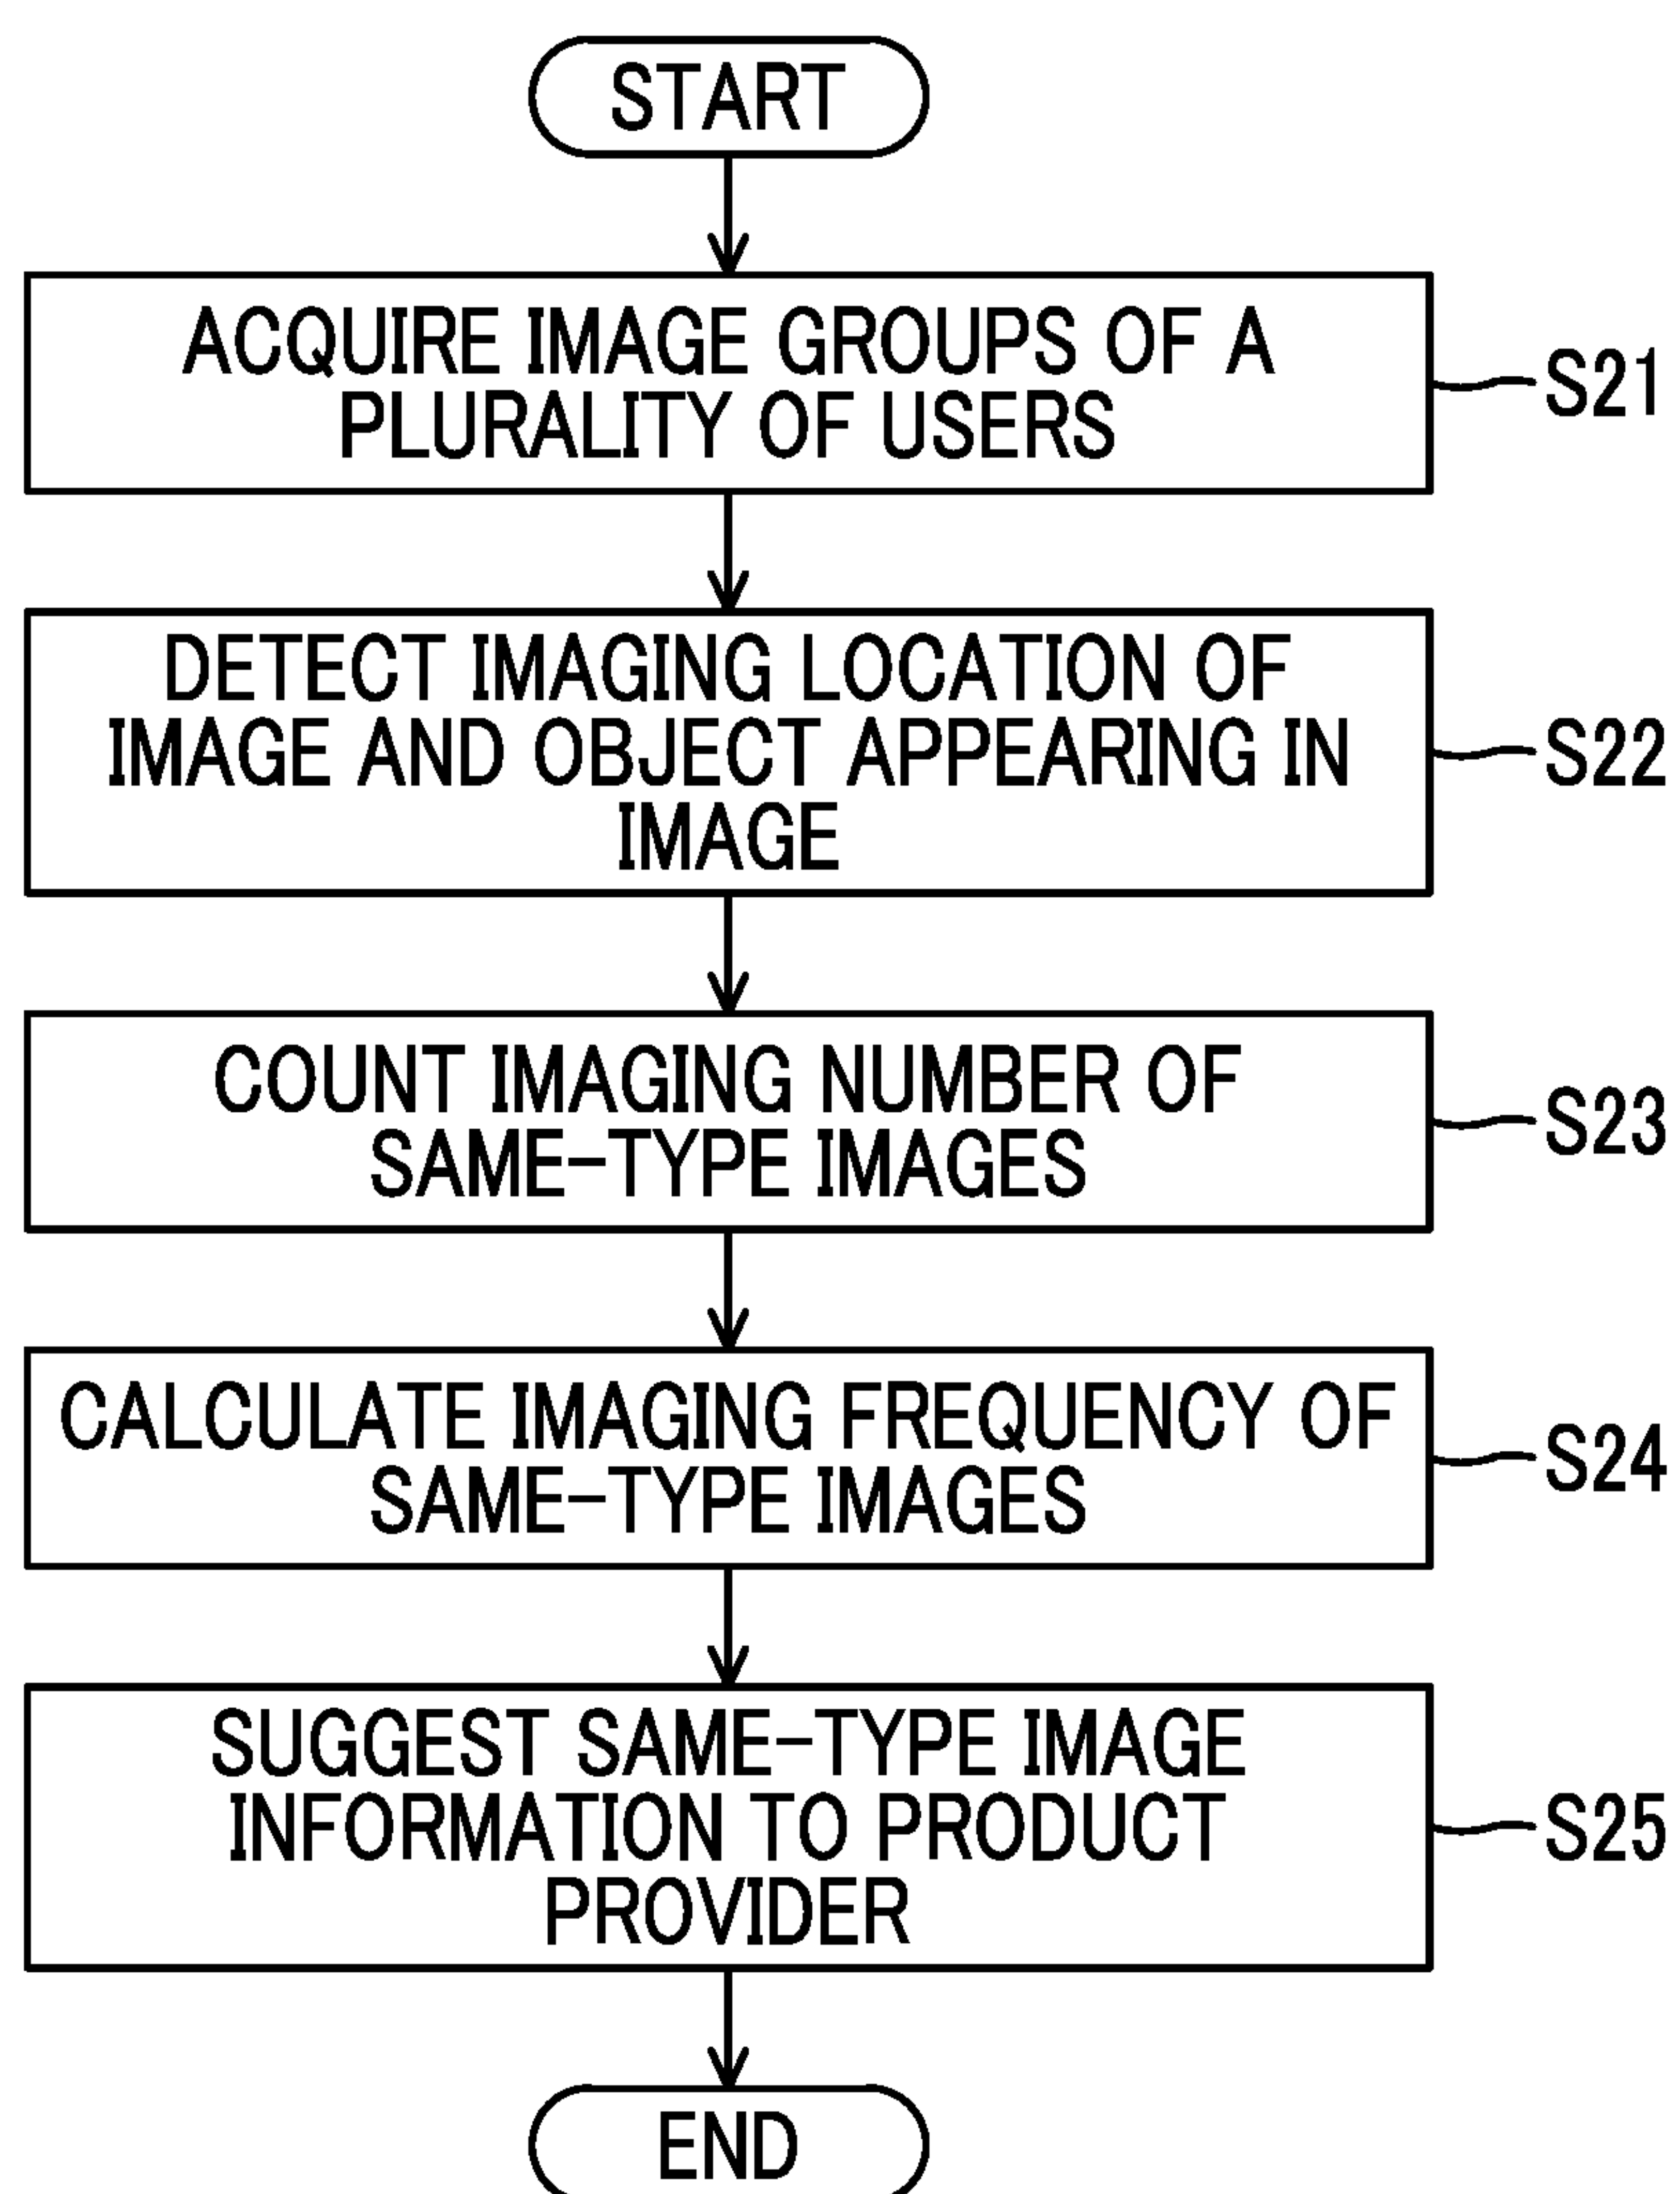 START
ACQUIRE IMAGE GROUPS OF A
PLURALITY OF USERS
S21
DETECT IMAGING LOCATION OF
IMAGE AND OBJECT APPEARING IN
IMAGE
S22
COUNT IMAGING NUMBER OF
SAME-TYPE IMAGES
S23
CALCULATE IMAGING FREQUENCY OF
SAME-TYPE IMAGES
S24
SUGGEST SAME-TYPE IMAGE
INFORMATION TO PRODUCT
PROVIDER
S25
END